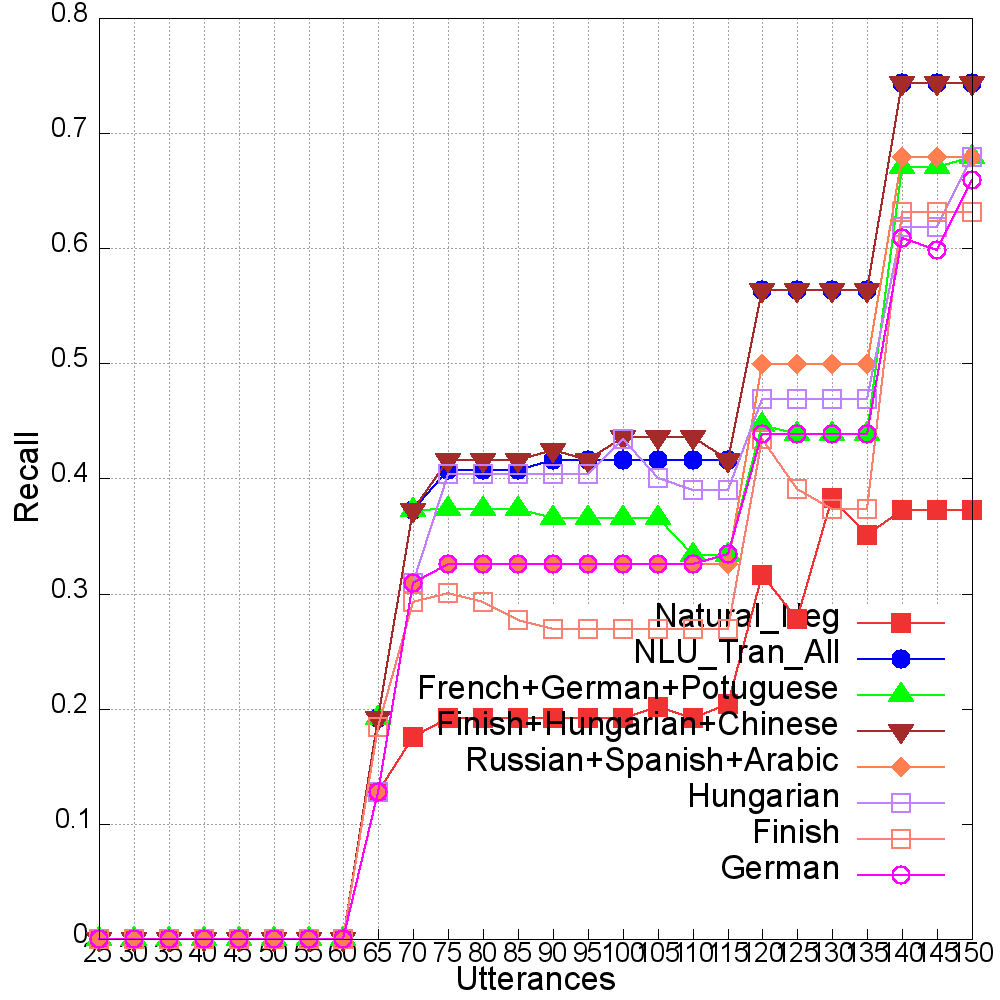 0.8
0.7
0.6
0.5
0.4
0.3
0.2
0.1
0
Recall
NLU_Tran_All
French+German+Potuguese
Finish+Hungarian+Chinese
Russian+Spanish+Arabic
Hungarian
Finish
German
25 30 35 40 45 50 55 60 65 70 75 80 85 90 95 100 105 110 115 120 125 130 135 140 145 150
Utterances